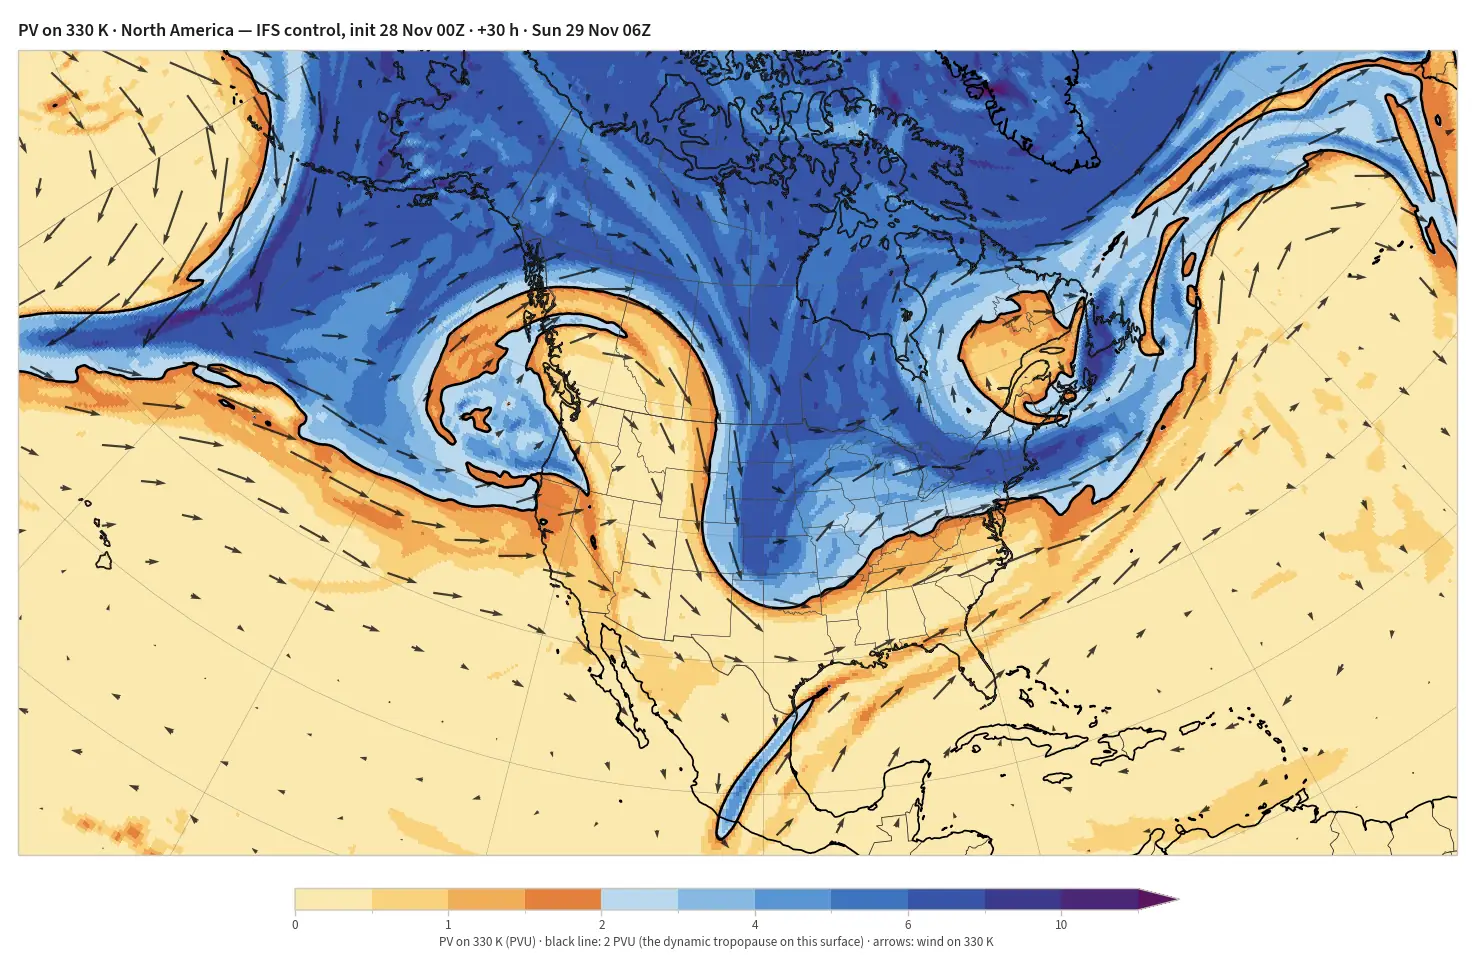 PV on 330 K · North America — IFS control, init 28 Nov 00Z · +30 h · Sun 29 Nov 06Z
0 1 2 4 6 10
PV on 330 K (PVU) · black line: 2 PVU (the dynamic tropopause on this surface) · arrows: wind on 330 K